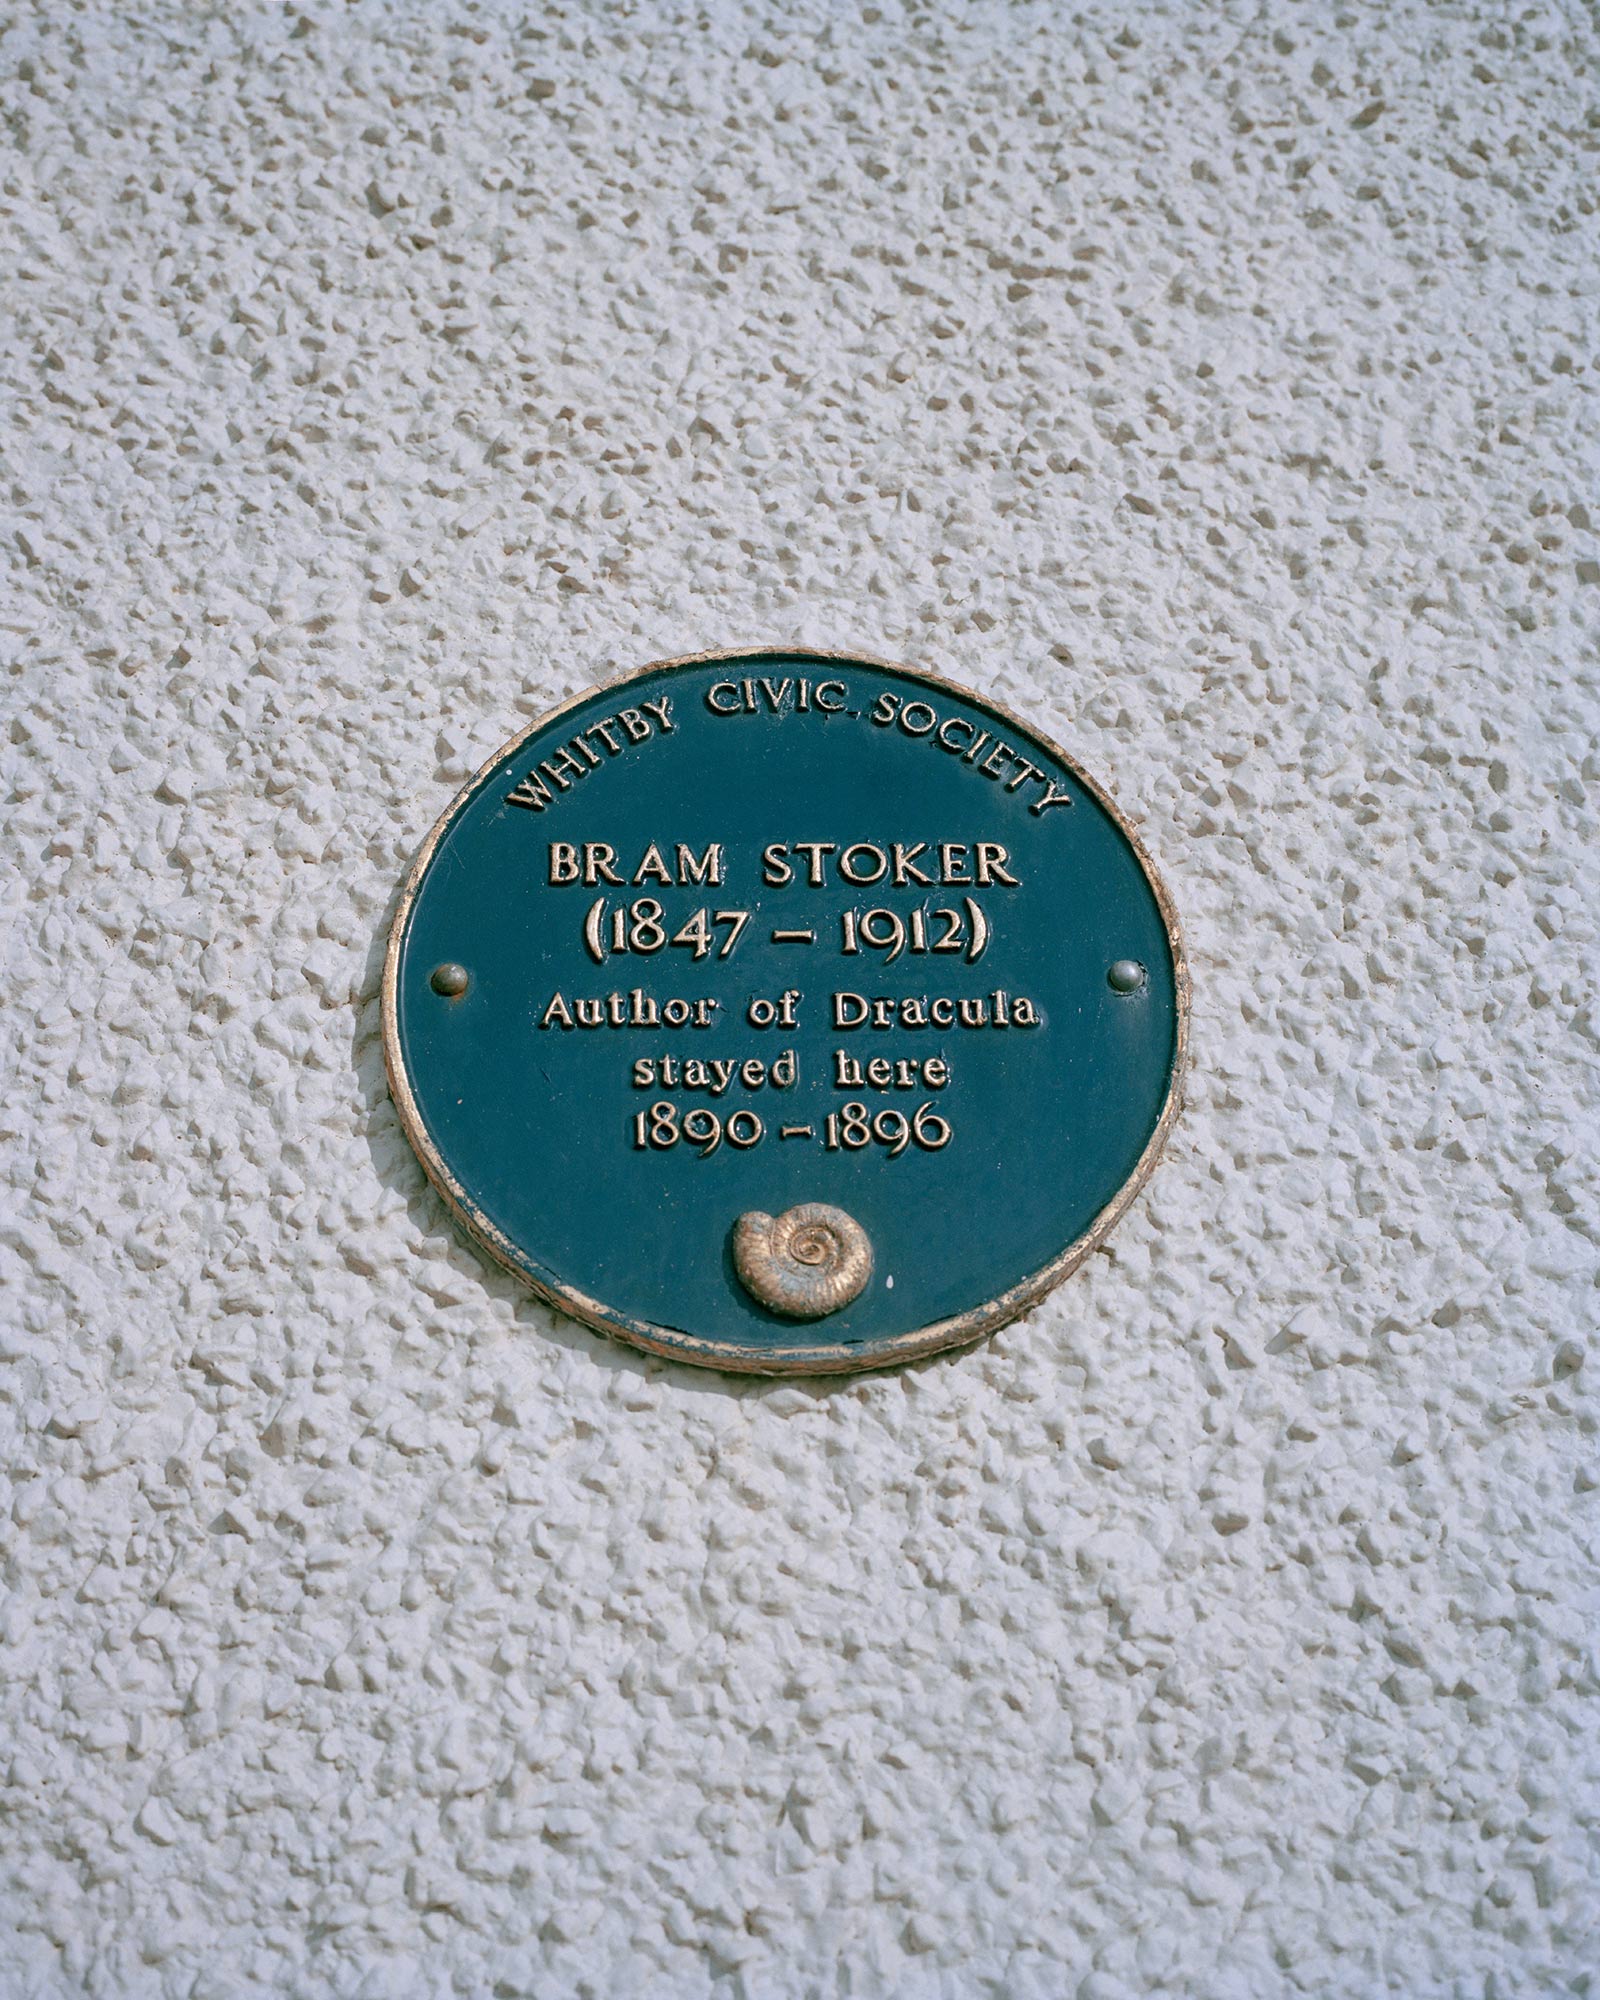 WHITBY CIVIC SOCIETY
BRAM STOKER
(1847 – 1912)
Author of Dracula
stayed here
1890 – 1896